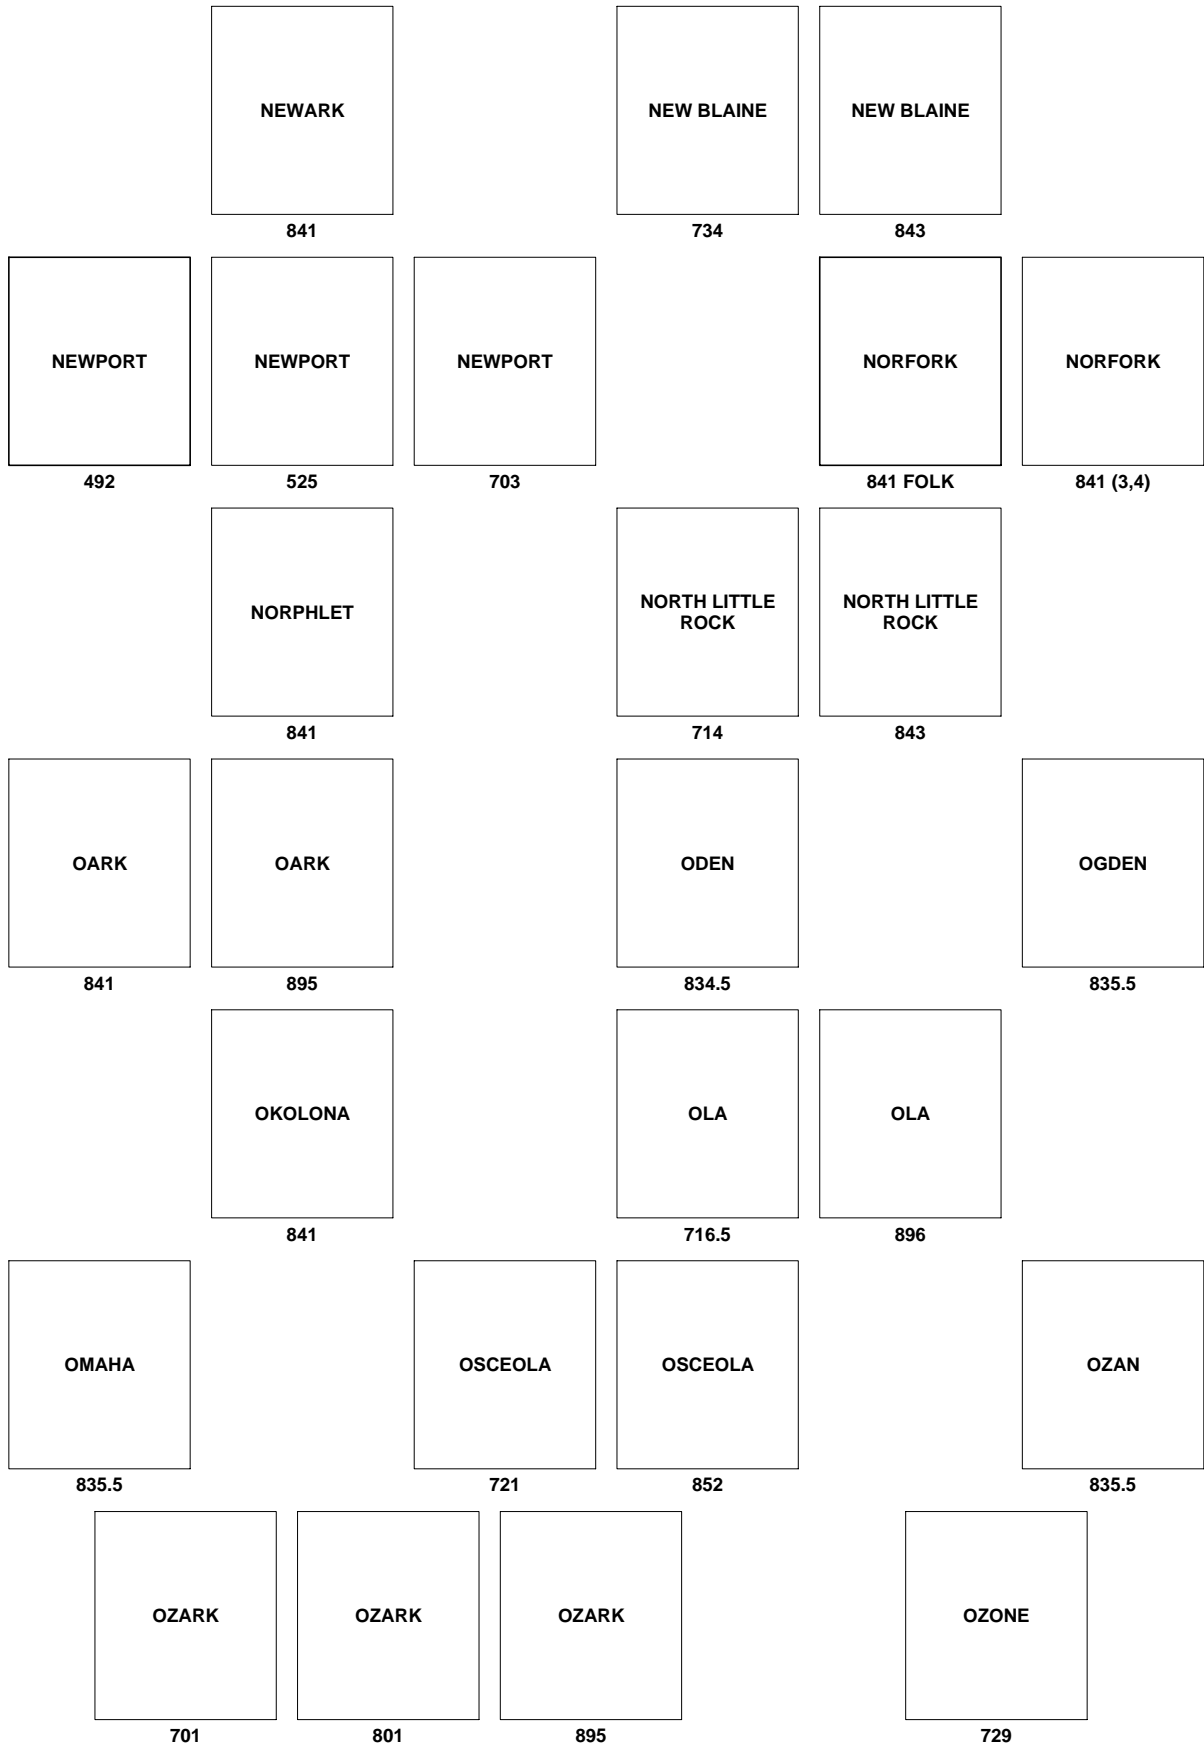 NEWARK NEW BLAINE NEW BLAINE
841 734 843
NEWPORT NEWPORT NEWPORT NORFORK NORFORK
492 525 703 841 FOLK 841 (3,4)
NORPHLET NORTH LITTLE ROCK NORTH LITTLE ROCK
841 714 843
OARK OARK ODEN OGDEN
841 895 834.5 835.5
OKOLONA OLA OLA
841 716.5 896
OMAHA OSCEOLA OSCEOLA OZAN
835.5 721 852 835.5
OZARK OZARK OZARK OZONE
701 801 895 729